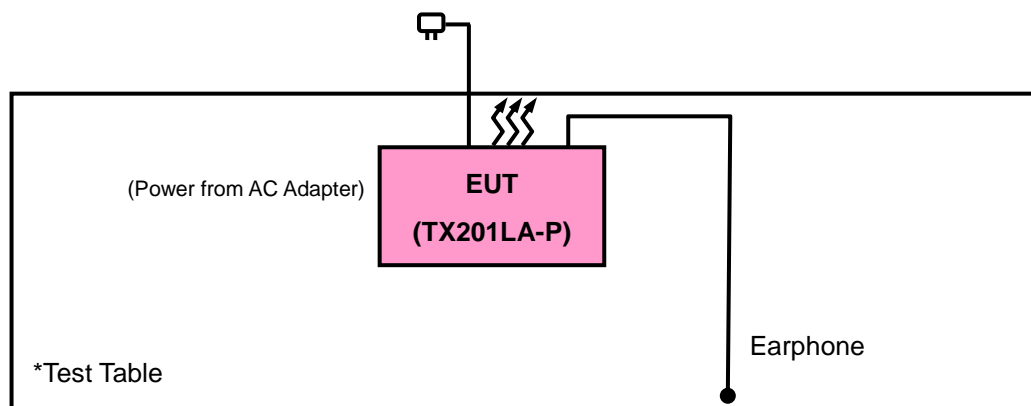 (Power from AC Adapter)
EUT
(TX201LA-P)
Earphone
*Test Table